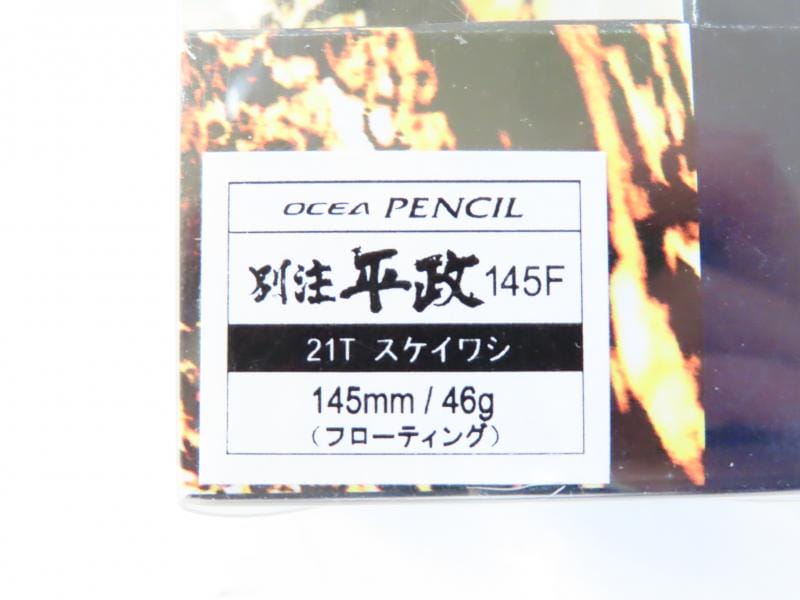 OCEA PENCIL
別注 平政 145F
21T スケイワシ
145mm / 46g
(フローティング)